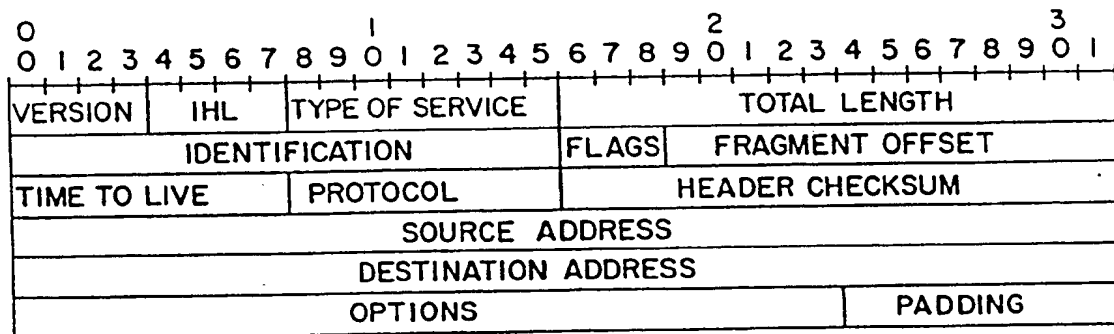 0 1 2 3
0 1 2 3 4 5 6 7 8 9 0 1 2 3 4 5 6 7 8 9 0 1 2 3 4 5 6 7 8 9 0 1
VERSION IHL TYPE OF SERVICE TOTAL LENGTH
IDENTIFICATION FLAGS FRAGMENT OFFSET
TIME TO LIVE PROTOCOL HEADER CHECKSUM
SOURCE ADDRESS
DESTINATION ADDRESS
OPTIONS PADDING